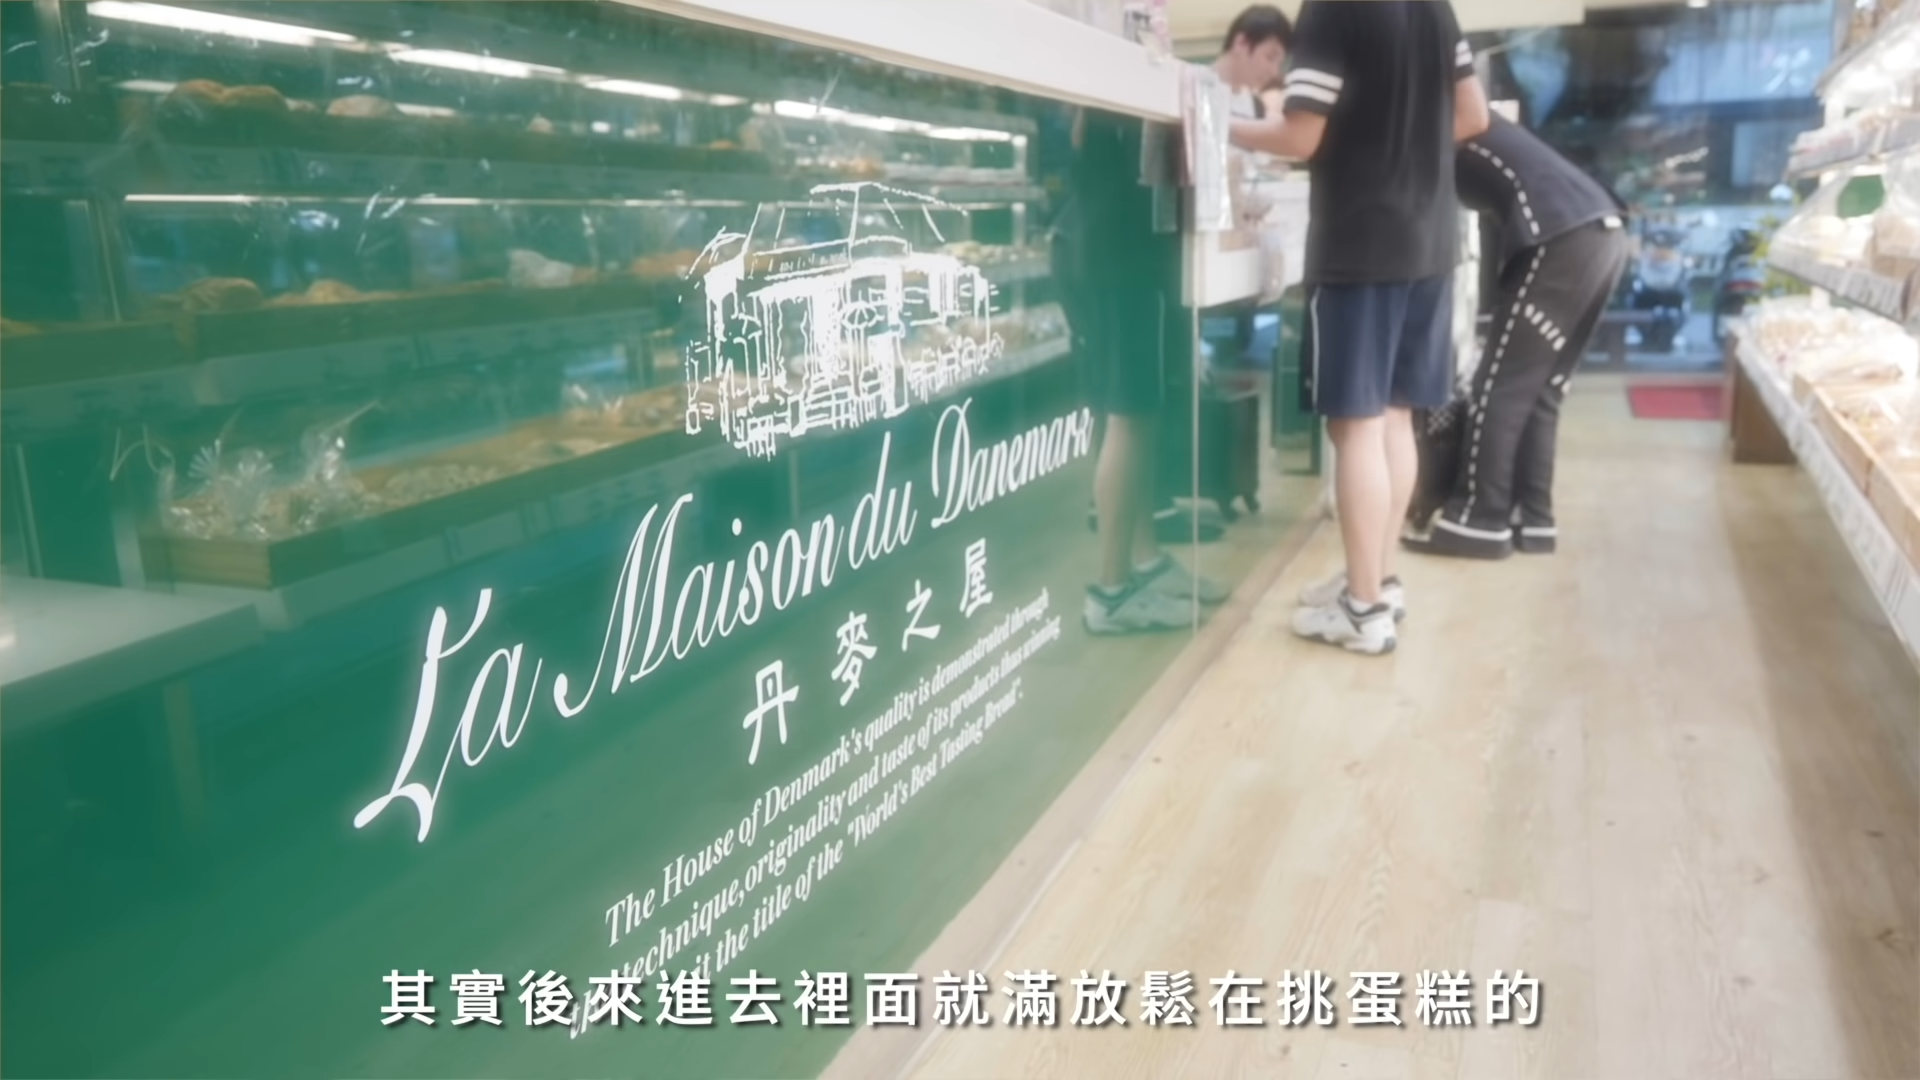 La Maison du Danemark
丹麥之屋
The House of Denmark's quality is demonstrated through
technique,originality and taste of its products thus winning
it the title of the "World's Best Tasting Bread".
其實後來進去裡面就滿放鬆在挑蛋糕的